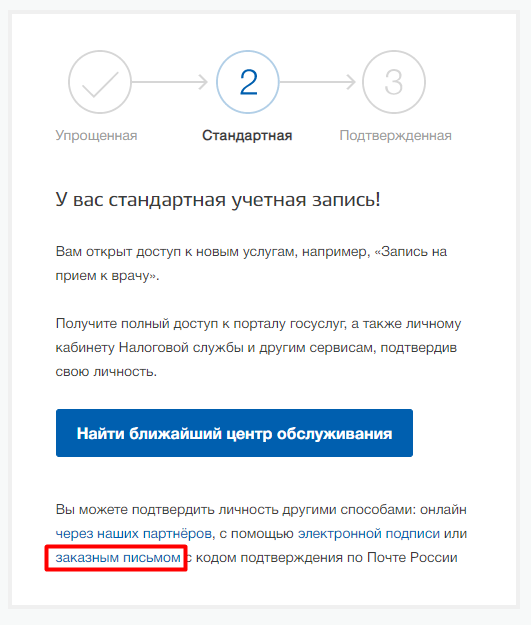 2
3
Упрощенная
Стандартная
Подтвержденная
У вас стандартная учетная запись!
Вам открыт доступ к новым услугам, например, «Запись на
прием к врачу».
Получите полный доступ к порталу госуслуг, а также личному
кабинету Налоговой службы и другим сервисам, подтвердив
свою личность.
Найти ближайший центр обслуживания
Вы можете подтвердить личность другими способами: онлайн
через наших партнёров, с помощью электронной подписи или
заказным письмом с кодом подтверждения по Почте России